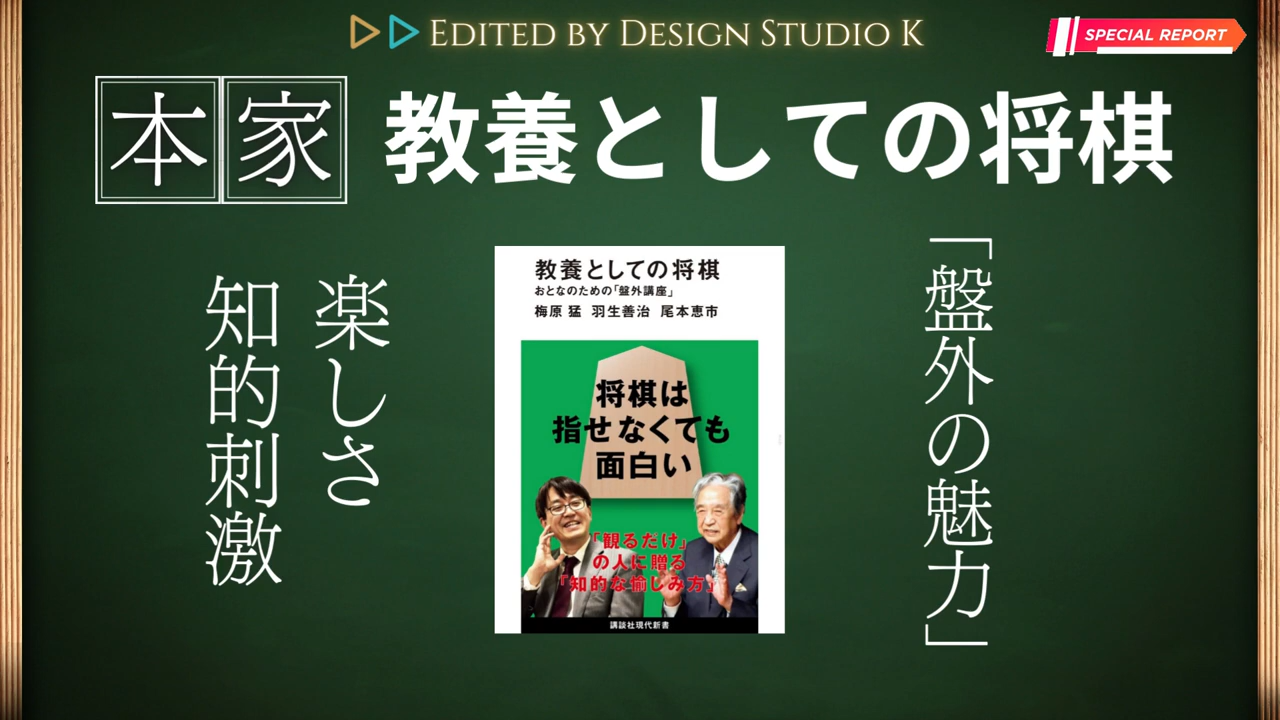 EDITED BY DESIGN STUDIO K
SPECIAL REPORT
本家 教養としての将棋
「盤外の魅力」
楽しさ
知的刺激
教養としての将棋
おとなのための「盤外講座」
梅原 猛 羽生善治 尾本恵市
将棋は
指せなくても
面白い
「観るだけ」
の人に贈る
「知的な愉しみ方」
講談社現代新書